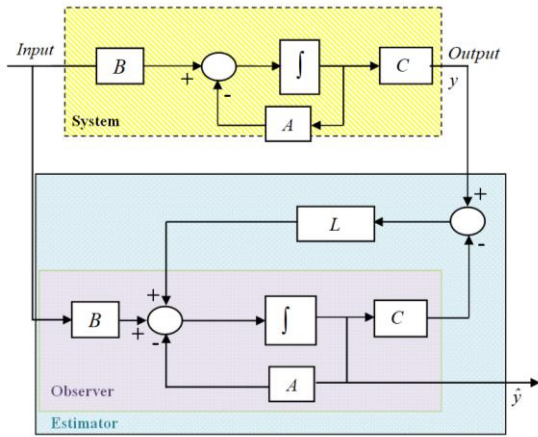 Input
B
+
-
∫
C
Output
y
A
System
+
-
L
+
B
+
-
∫
C
A
Observer
ŷ
Estimator